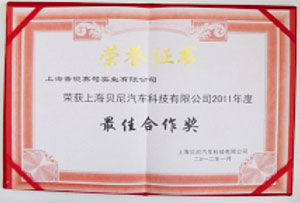 荣誉证书
上海普锐赛司实业有限公司
荣获上海贝尼汽车科技有限公司2011年度
最佳合作奖
上海贝尼汽车科技有限公司
二〇一二年一月